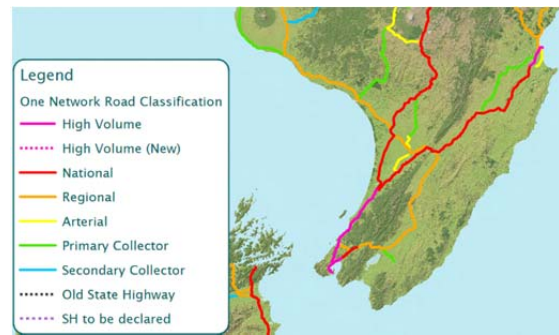 Legend
One Network Road Classification
High Volume
High Volume (New)
National
Regional
Arterial
Primary Collector
Secondary Collector
Old State Highway
SH to be declared